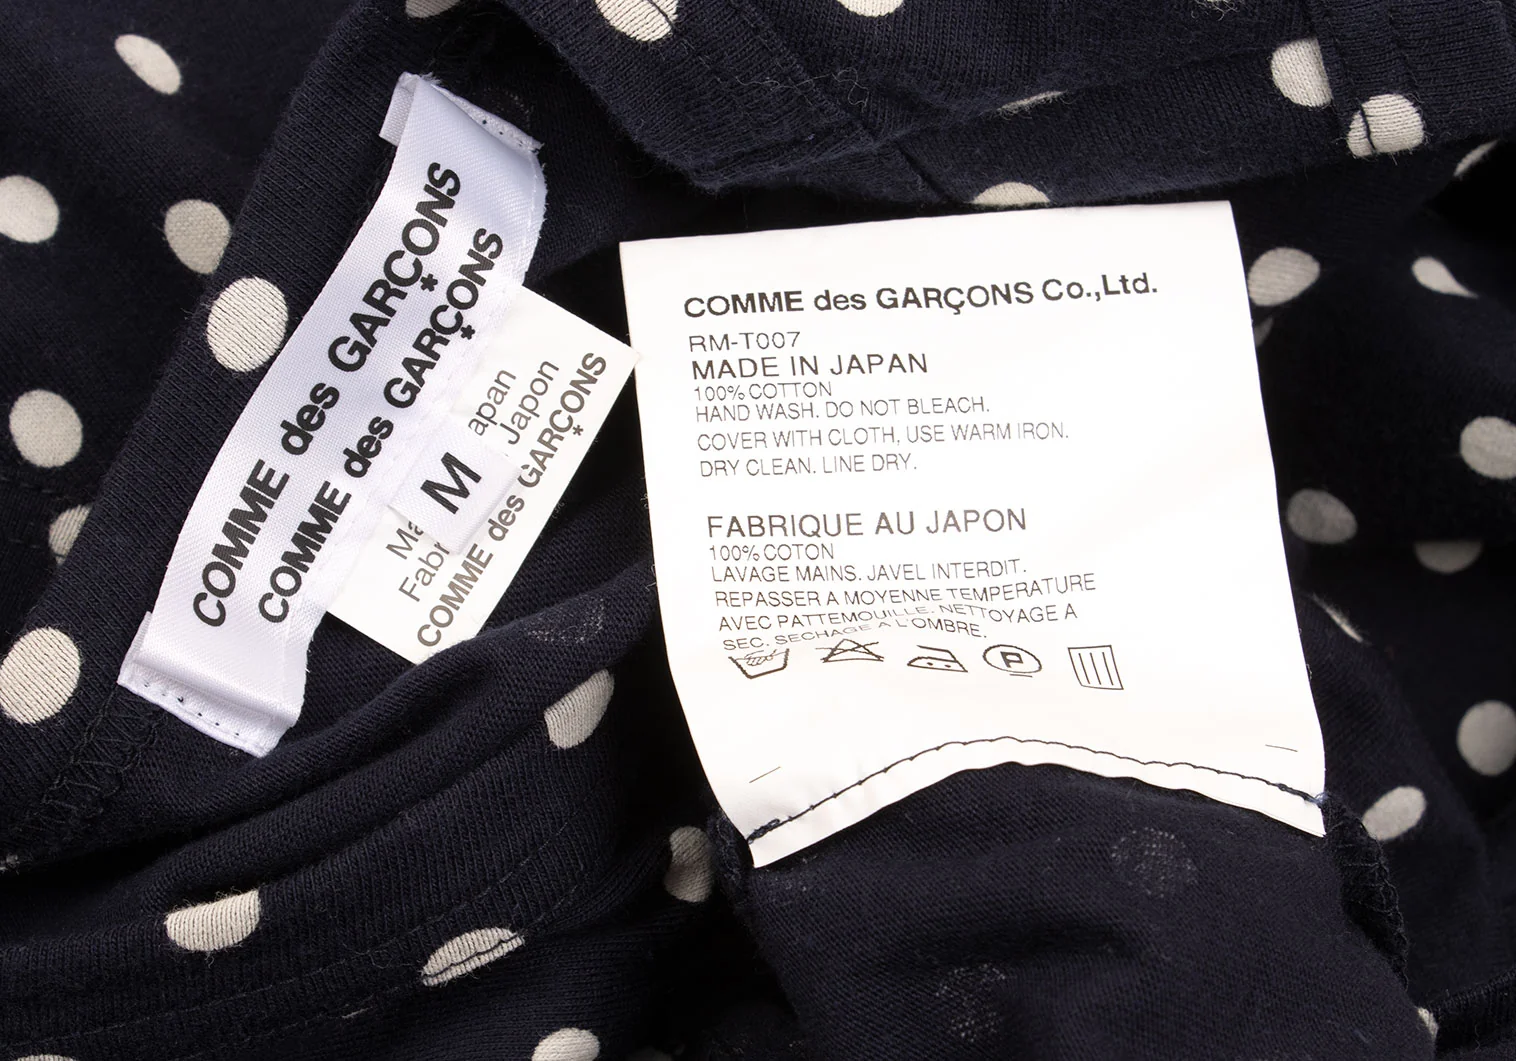 COMME des GARÇONS
COMME des GARÇONS
M
apan
Japon
Fabr
COMME des GARÇONS
COMME des GARÇONS Co.,Ltd.
RM-T007
MADE IN JAPAN
100% COTTON
HAND WASH. DO NOT BLEACH.
COVER WITH CLOTH, USE WARM IRON.
DRY CLEAN. LINE DRY.
FABRIQUE AU JAPON
100% COTON
LAVAGE MAINS. JAVEL INTERDIT.
REPASSER A MOYENNE TEMPERATURE
AVEC PATTEMOUILLE. NETTOYAGE A
SEC. SECHAGE A L'OMBRE.
P